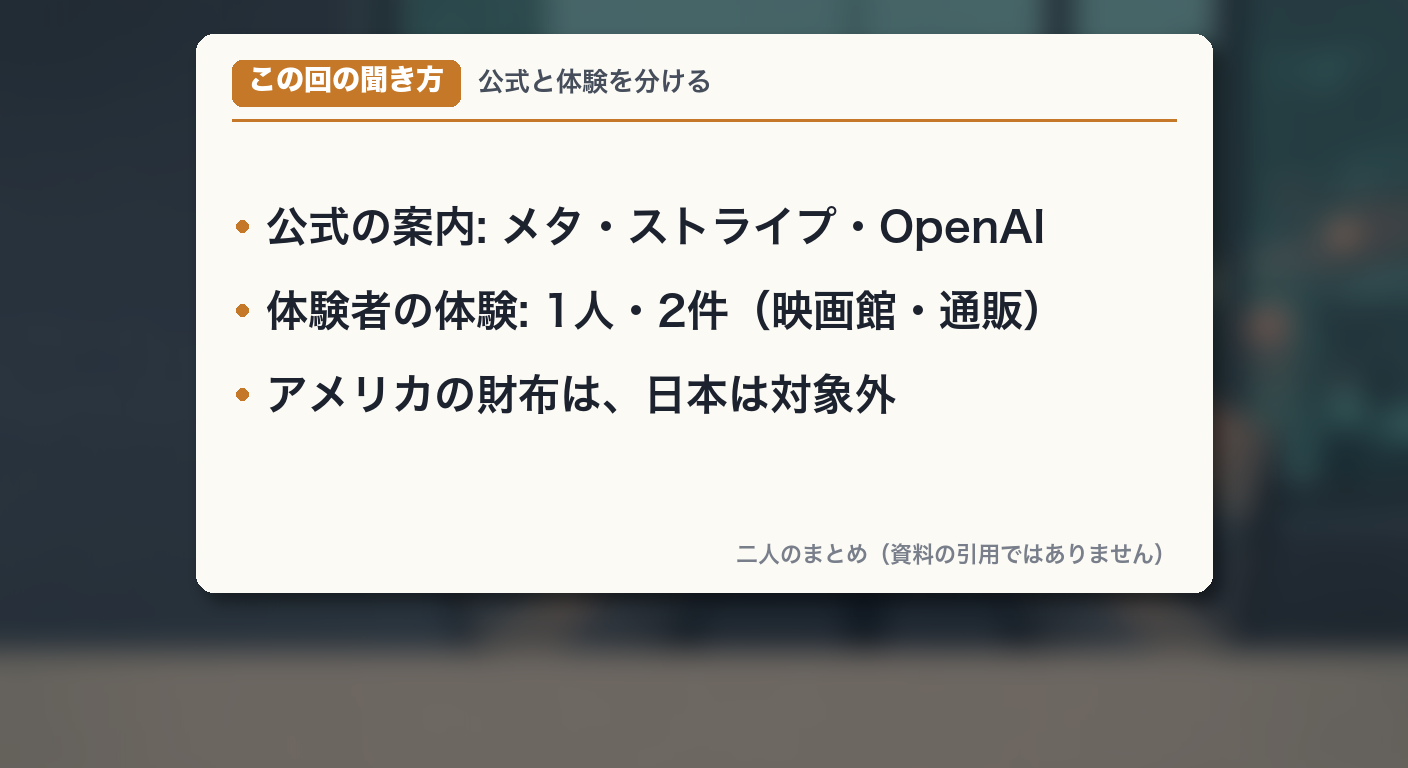 この回の聞き方 公式と体験を分ける
• 公式の案内: メタ・ストライプ・OpenAI
• 体験者の体験: 1人・2件（映画館・通販）
• アメリカの財布は、日本は対象外
二人のまとめ（資料の引用ではありません）